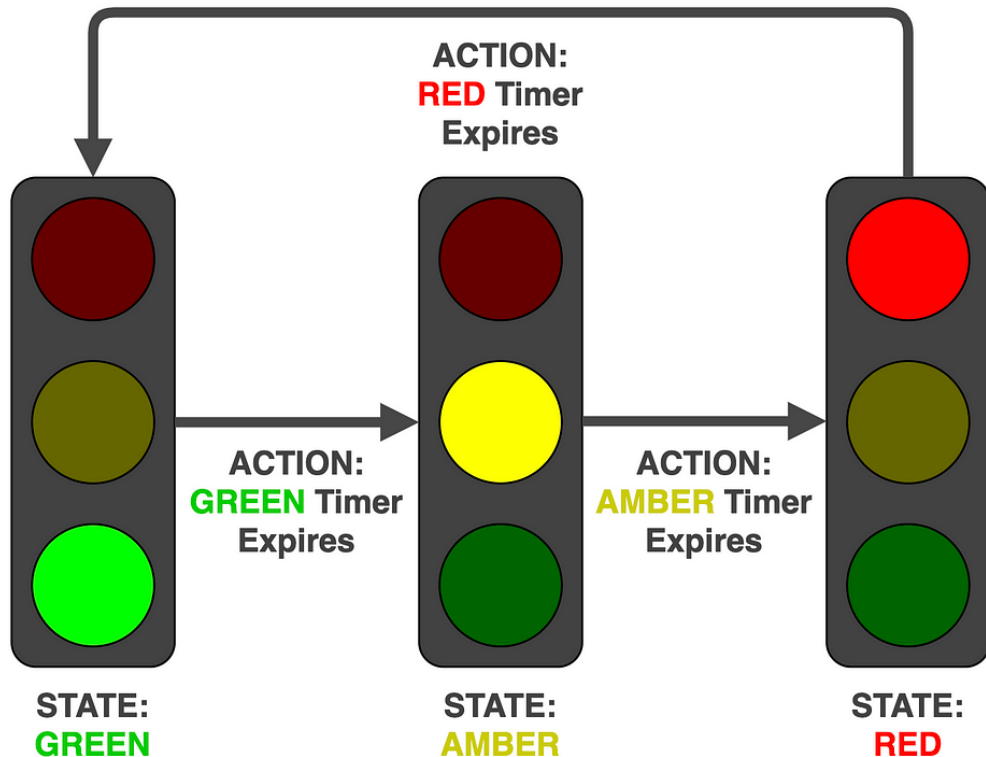 ACTION:
RED Timer
Expires
ACTION:
GREEN Timer
Expires
ACTION:
AMBER Timer
Expires
STATE:
GREEN
STATE:
AMBER
STATE:
RED